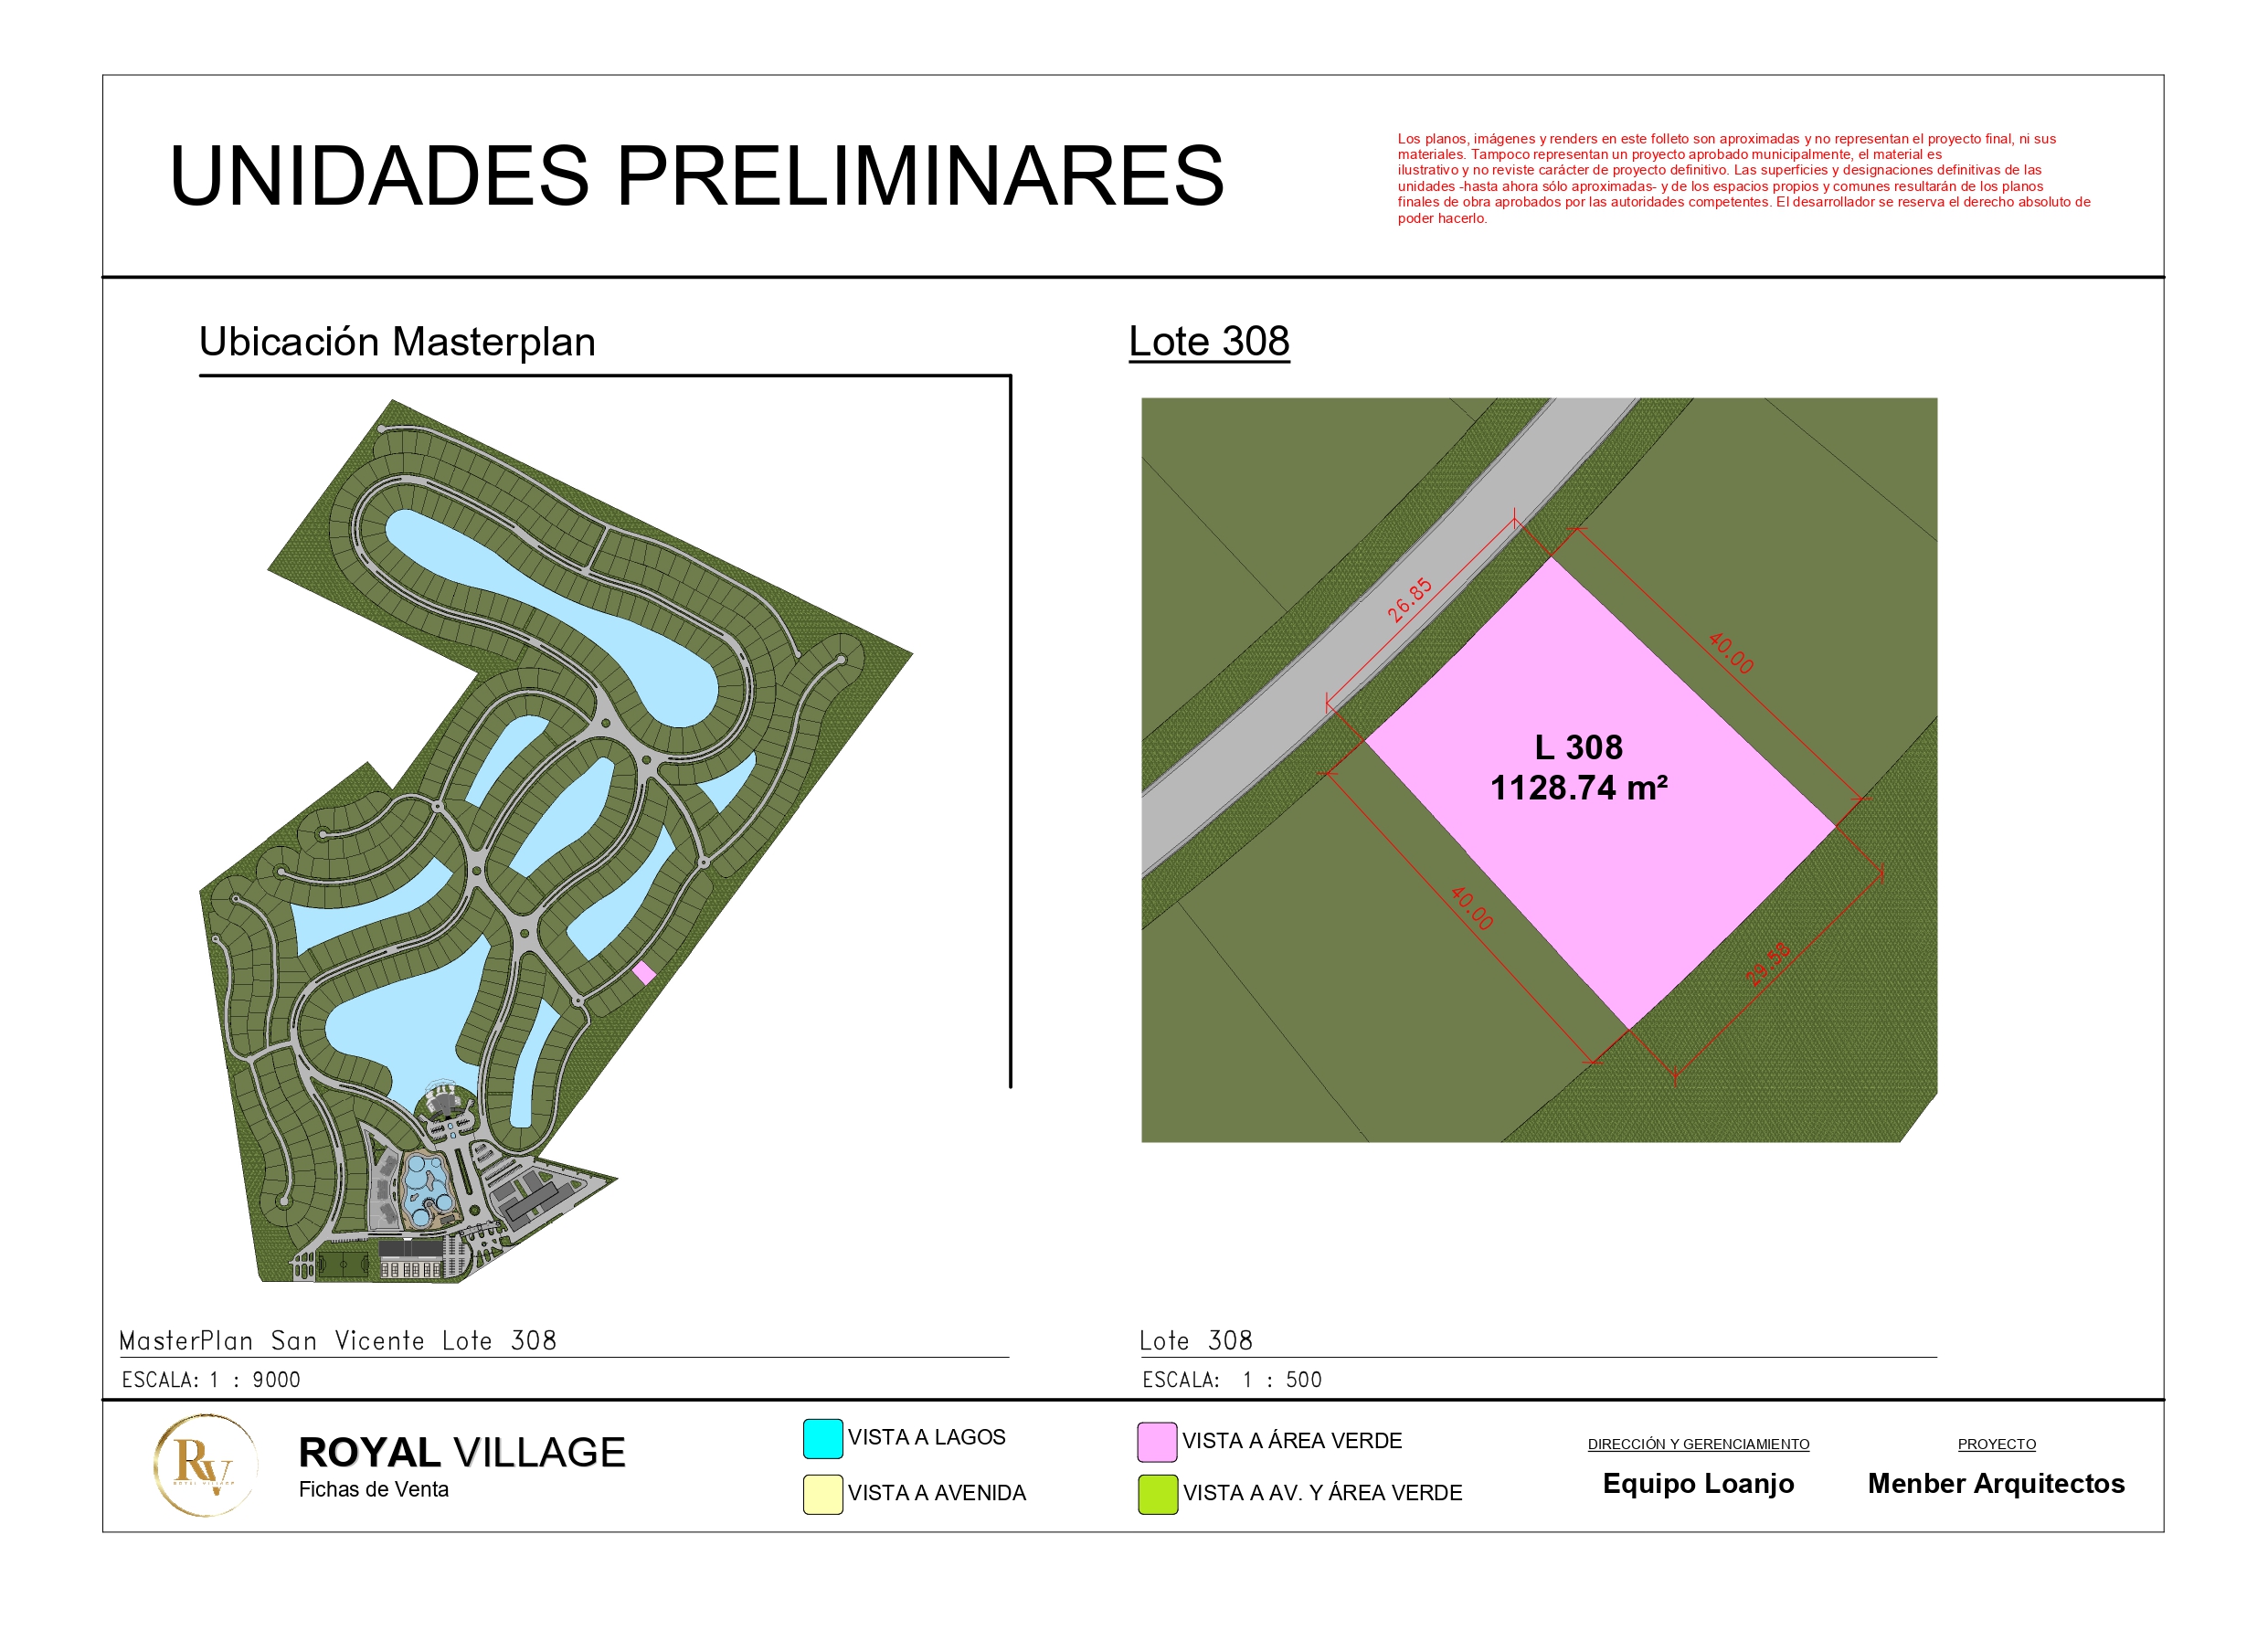 UNIDADES PRELIMINARES
Los planos, imágenes y renders en este folleto son aproximadas y no representan el proyecto final, ni sus
materiales. Tampoco representan un proyecto aprobado municipalmente, el material es
ilustrativo y no reviste carácter de proyecto definitivo. Las superficies y designaciones definitivas de las
unidades -hasta ahora sólo aproximadas- y de los espacios propios y comunes resultarán de los planos
finales de obra aprobados por las autoridades competentes. El desarrollador se reserva el derecho absoluto de
poder hacerlo.
Ubicación Masterplan
Lote 308
26.85
40.00
L 308
1128.74 m²
40.00
29.58
MasterPlan San Vicente Lote 308
ESCALA: 1 : 9000
Lote 308
ESCALA: 1 : 500
RV
ROYAL VILLAGE
ROYAL VILLAGE
Fichas de Venta
VISTA A LAGOS
VISTA A AVENIDA
VISTA A ÁREA VERDE
VISTA A AV. Y ÁREA VERDE
DIRECCIÓN Y GERENCIAMIENTO
Equipo Loanjo
PROYECTO
Menber Arquitectos